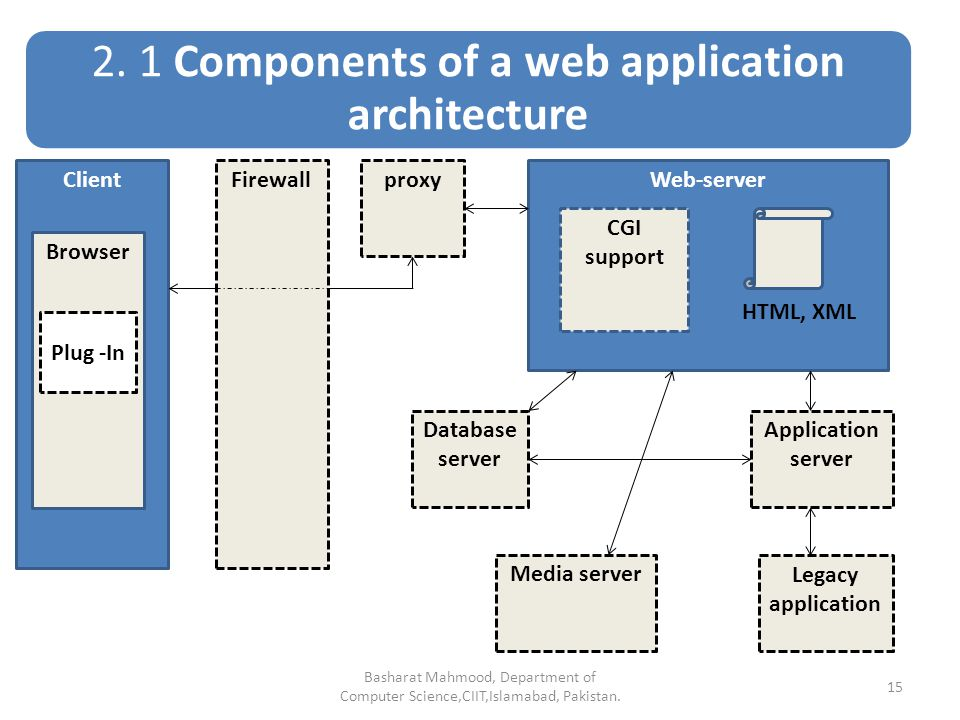 2. 1 Components of a web application
architecture
Client
Firewall
proxy
Web-server
Browser
CGI
support
Plug -In
HTML, XML
Database
server
Application
server
Media server
Legacy
application
Basharat Mahmood, Department of
Computer Science,CIIT,Islamabad, Pakistan.
15